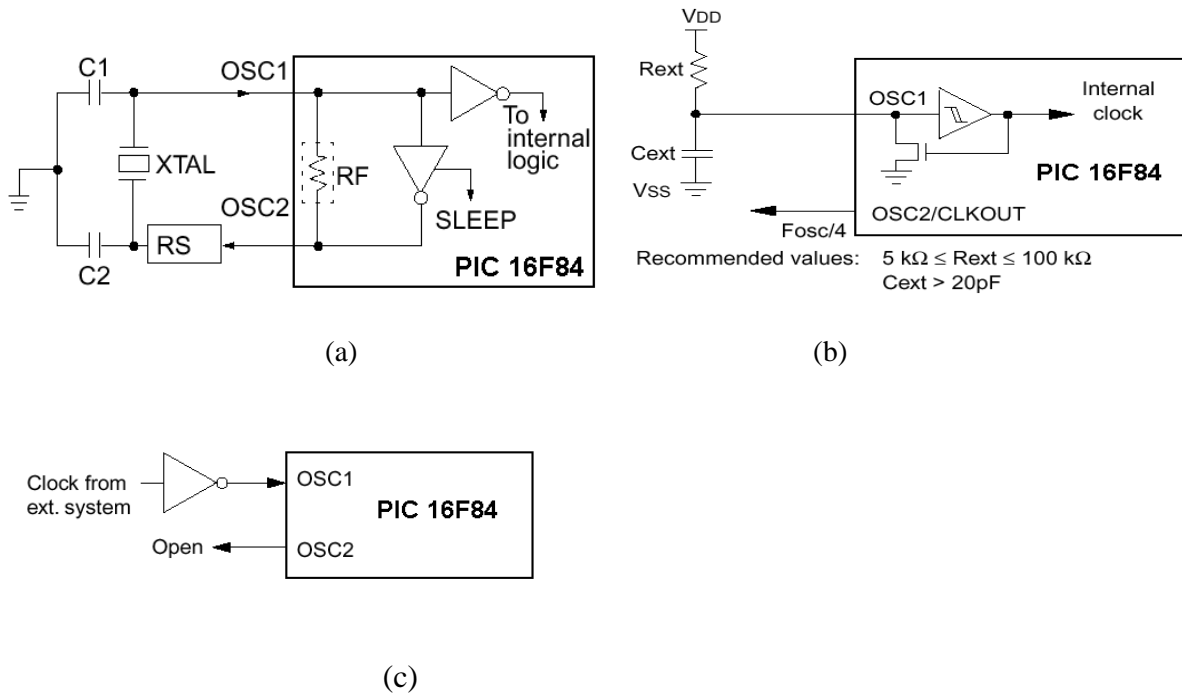 C1
OSC1
To
internal
logic
XTAL
RF
OSC2
SLEEP
RS
C2
PIC 16F84
(a)
VDD
Rext
OSC1
Internal
clock
Cext
PIC 16F84
VSS
OSC2/CLKOUT
Fosc/4
Recommended values: 5 kΩ ≤ Rext ≤ 100 kΩ
Cext > 20pF
(b)
Clock from
ext. system
OSC1
PIC 16F84
Open
OSC2
(c)